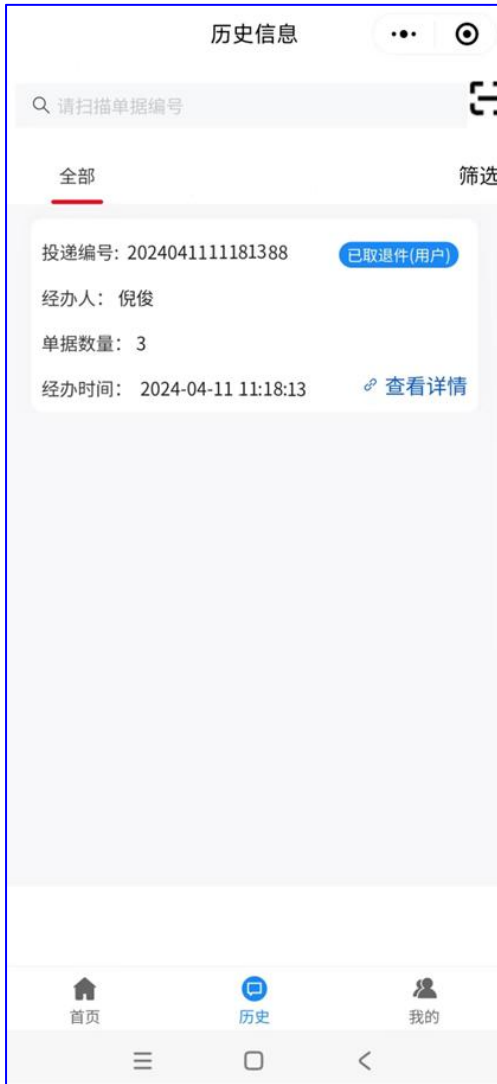 历史信息
请扫描单据编号
全部
筛选
投递编号: 2024041111181388 已取退件(用户)
经办人： 倪俊
单据数量： 3
经办时间： 2024-04-11 11:18:13 查看详情
首页 历史 我的